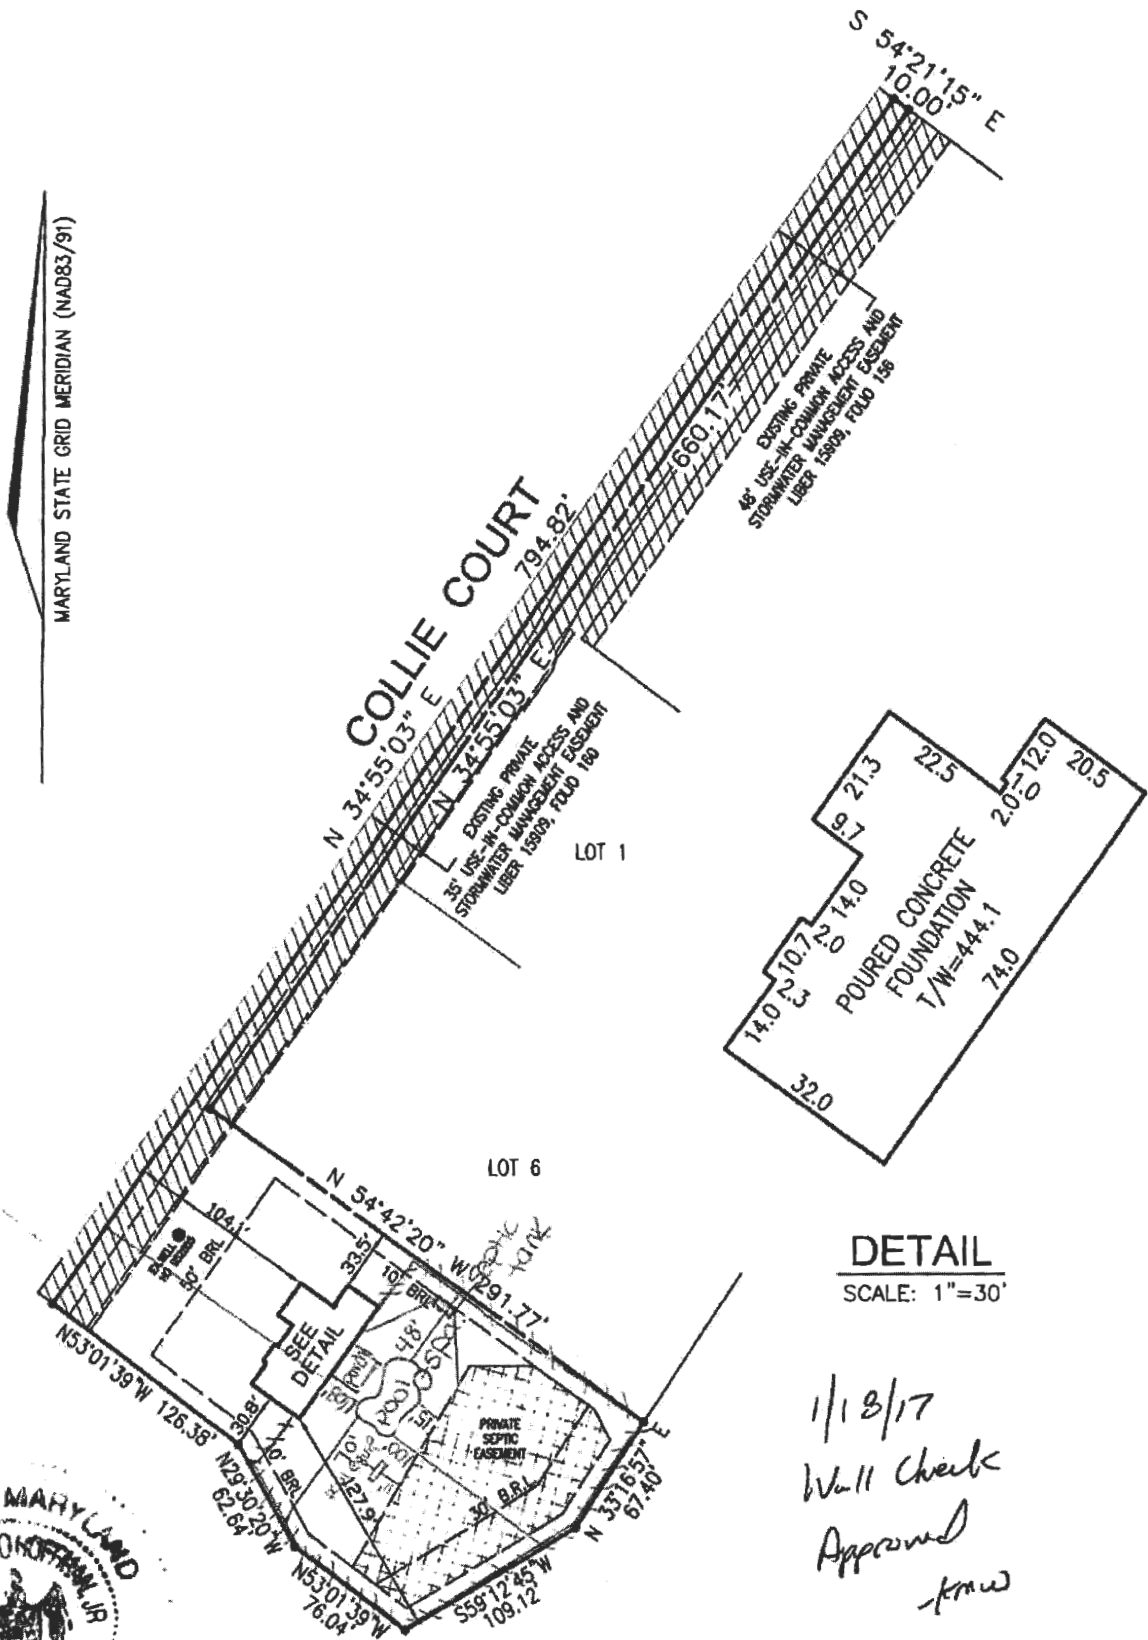 S 54°21'15" E
10.00'
MARYLAND STATE GRID MERIDIAN (NAD83/91)
EXISTING PRIVATE
48' USE-IN-COMMON ACCESS AND
STORMWATER MANAGEMENT EASEMENT
LIBER 15909, FOLIO 156
660.17'
COLLIE COURT
794.82'
N 34°55'03" E
N 34°55'03" E
EXISTING PRIVATE
35' USE-IN-COMMON ACCESS AND
STORMWATER MANAGEMENT EASEMENT
LIBER 15909, FOLIO 160
LOT 1
21.3
22.5
12.0
20.5
1.0
2.0
9.7
14.0
2.0
10.7
2.3
14.0
32.0
74.0
POURED CONCRETE
FOUNDATION
T/W=444.1
LOT 6
N 54°42'20" W 291.77'
Septic
tank
104.1'
50' BRL
33.5'
10' BRL
SEE
DETAIL
48'
Pool
PRIVATE
SEPTIC
EASEMENT
30' B.R.L.
127.9'
30.8'
10' BRL
N53°01'39"W 126.38'
N29°30'20"W
62.64'
N53°01'39"W
76.04'
S59°12'45"W
109.12'
N 33°16'57" E
67.40'
DETAIL
SCALE: 1"=30'
1/18/17
Wall Check
Approved
-KMW
MARYLAND
HOFFMAN, JR